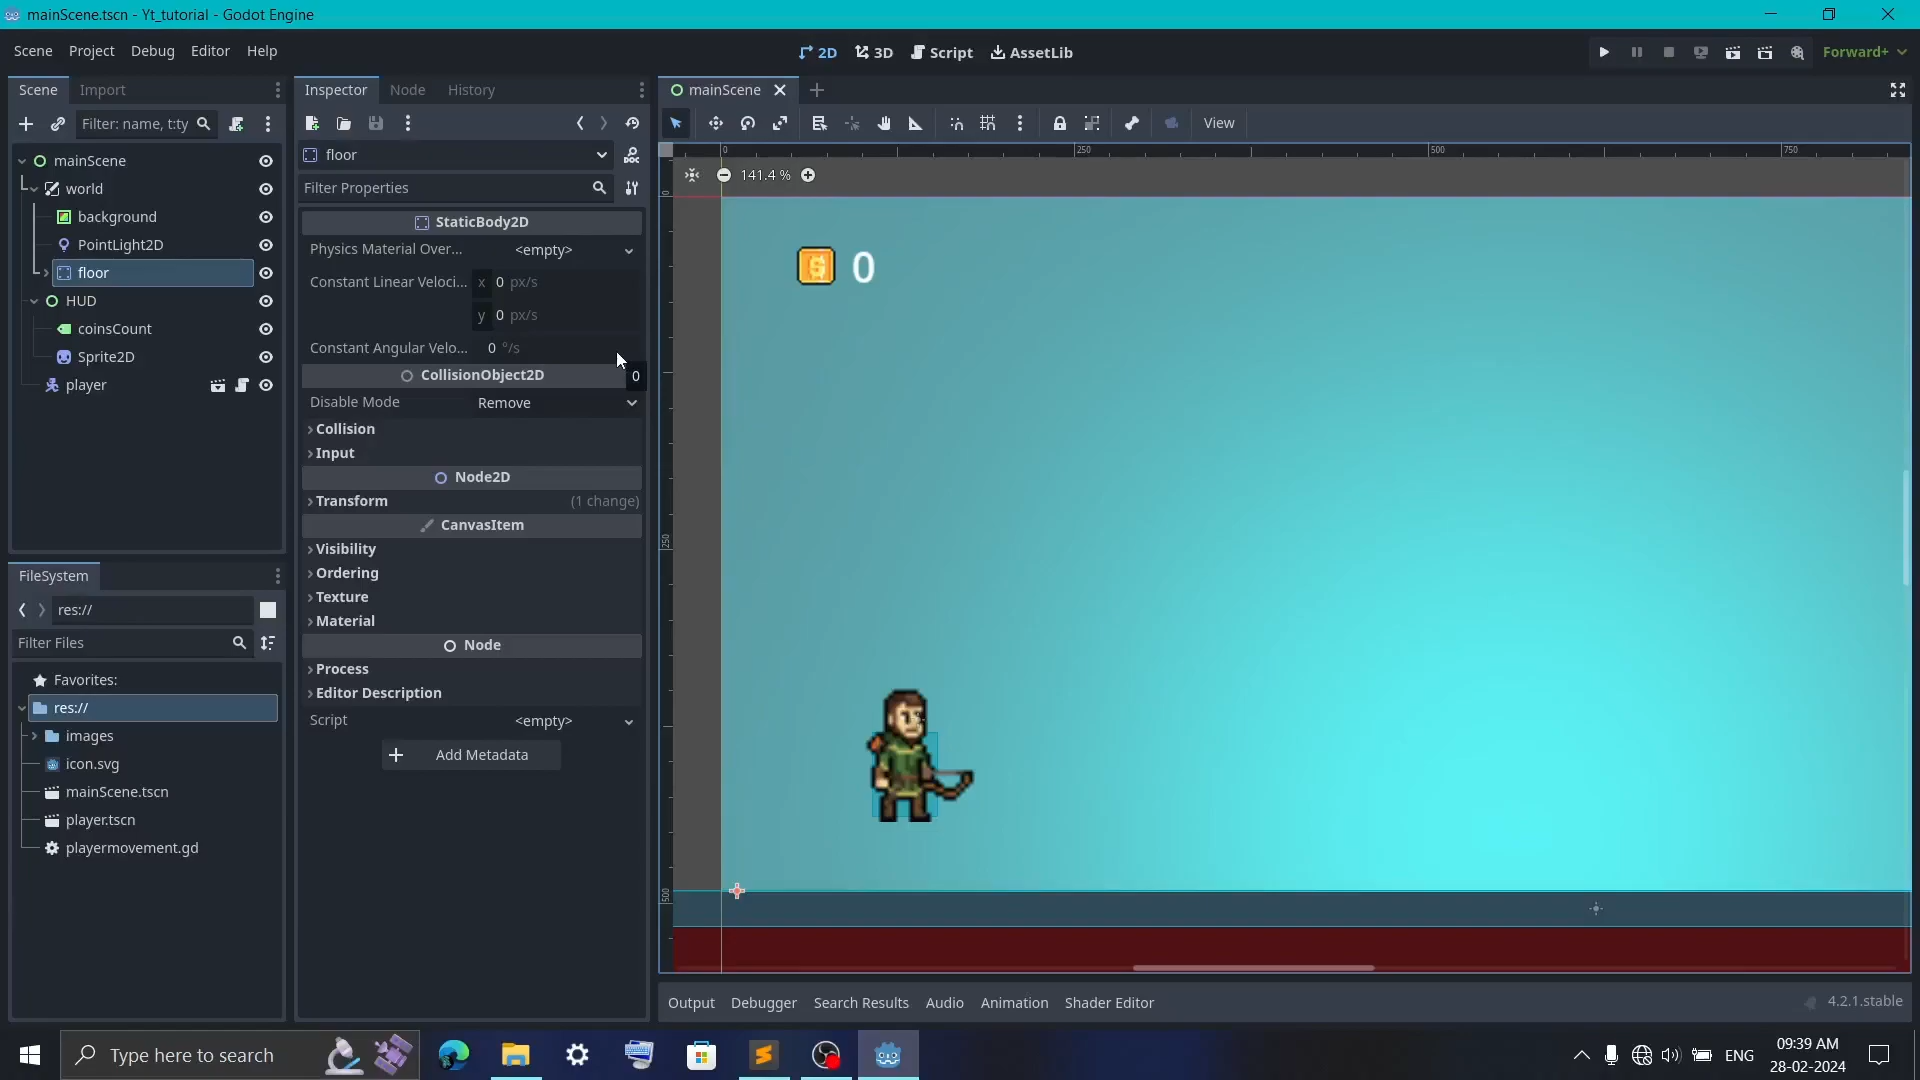 mainScene.tscn - Yt_tutorial - Godot Engine
Scene Project Debug Editor Help
2D 3D Script AssetLib
Forward+
Scene Import
Filter: name, t:ty
mainScene
world
background
PointLight2D
floor
HUD
coinsCount
Sprite2D
player
FileSystem
res://
Filter Files
Favorites:
res://
images
icon.svg
mainScene.tscn
player.tscn
playermovement.gd
Inspector Node History
floor
Filter Properties
StaticBody2D
Physics Material Over... <empty>
Constant Linear Veloci... x 0 px/s
y 0 px/s
Constant Angular Velo... 0 °/s
0
CollisionObject2D
Disable Mode Remove
Collision
Input
Node2D
Transform (1 change)
CanvasItem
Visibility
Ordering
Texture
Material
Node
Process
Editor Description
Script <empty>
Add Metadata
mainScene
View
0 250 500 750
141.4 %
0
250
500
$ 0
Output Debugger Search Results Audio Animation Shader Editor
4.2.1.stable
Type here to search
ENG
09:39 AM
28-02-2024